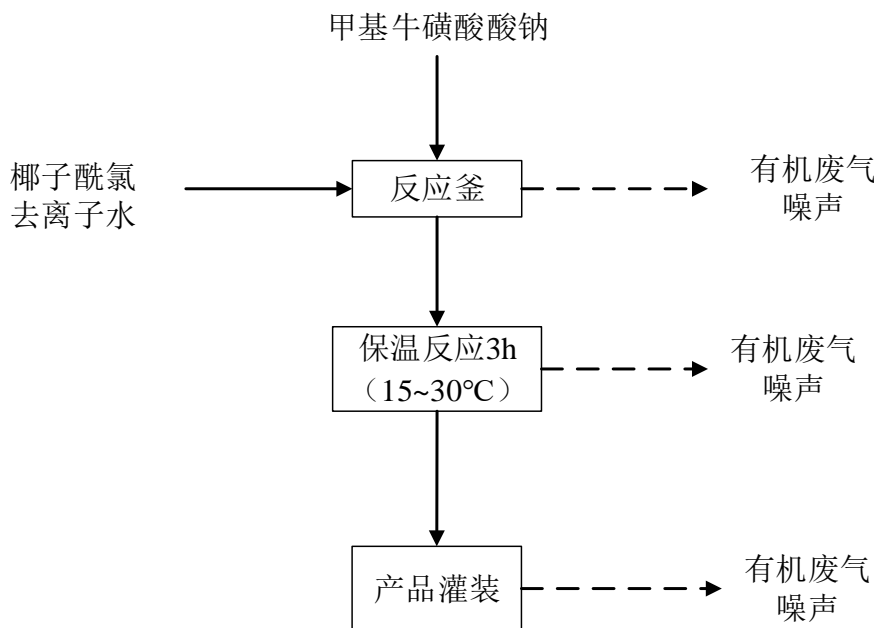 甲基牛磺酸酸钠
椰子酰氯
去离子水
反应釜
有机废气
噪声
保温反应3h
（15~30℃）
有机废气
噪声
产品灌装
有机废气
噪声